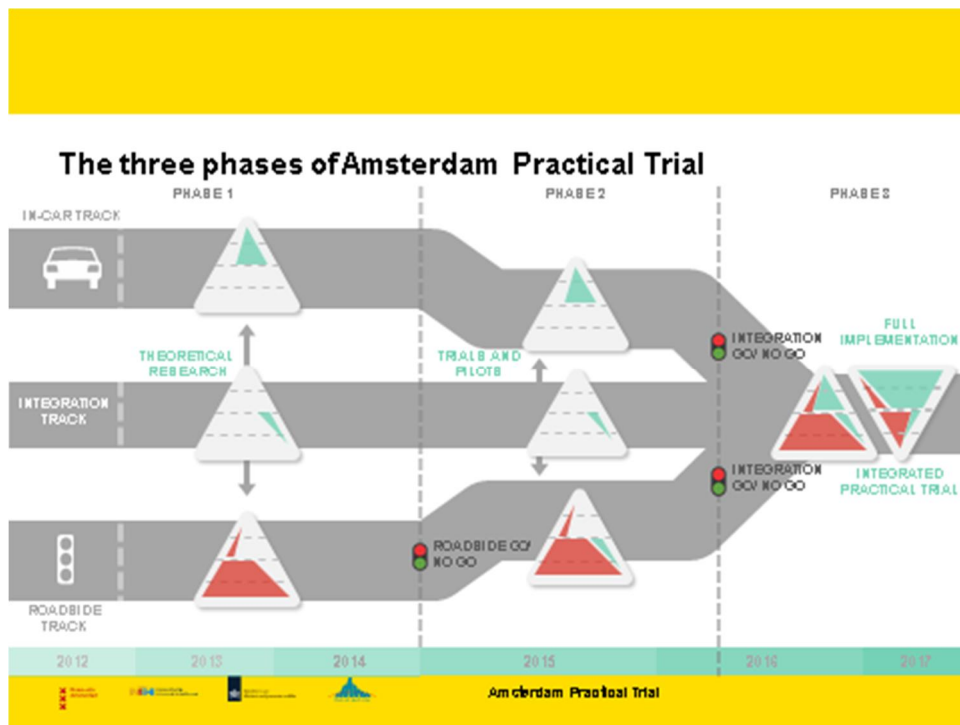 The three phases of Amsterdam Practical Trial
PHASE 1
PHASE 2
PHASE 3
IN-CAR TRACK
THEORETICAL
RESEARCH
TRIALS AND
PILOTS
INTEGRATION
GO/ NO GO
FULL
IMPLEMENTATION
INTEGRATION
TRACK
INTEGRATION
GO/ NO GO
INTEGRATED
PRACTICAL TRIAL
ROADSIDE GO/
NO GO
ROADSIDE
TRACK
2012
2013
2014
2015
2016
2017
Amsterdam Practical Trial